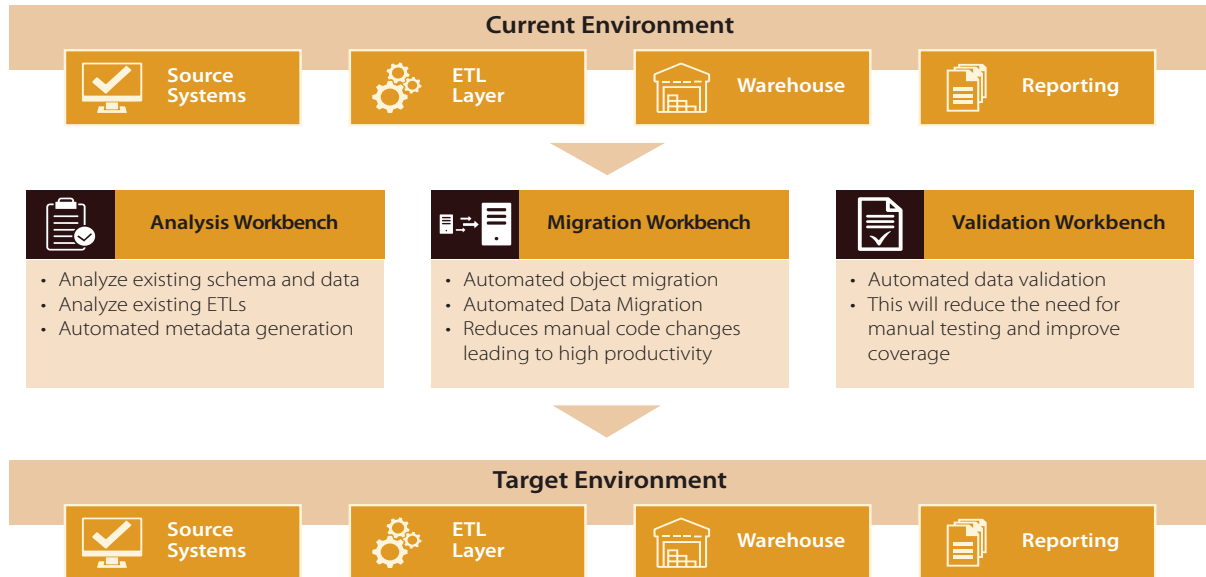 Current Environment
Source
Systems
ETL
Layer
Warehouse
Reporting
Analysis Workbench
• Analyze existing schema and data
• Analyze existing ETLs
• Automated metadata generation
Migration Workbench
• Automated object migration
• Automated Data Migration
• Reduces manual code changes
leading to high productivity
Validation Workbench
• Automated data validation
• This will reduce the need for
manual testing and improve
coverage
Target Environment
Source
Systems
ETL
Layer
Warehouse
Reporting